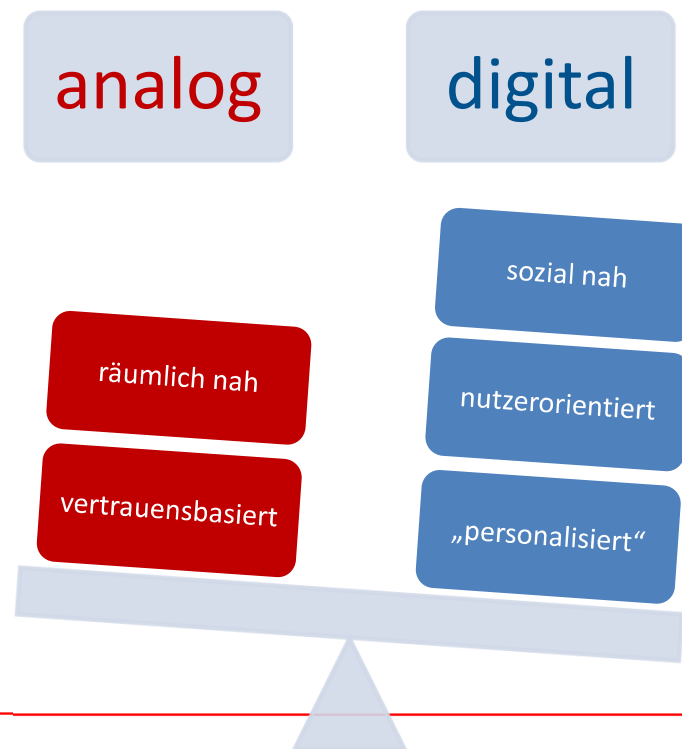 analog
digital
sozial nah
räumlich nah
nutzerorientiert
vertrauensbasiert
„personalisiert“